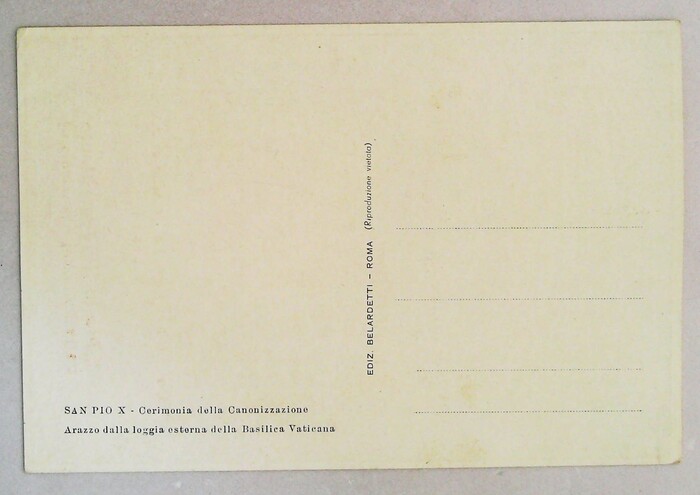 SAN PIO X - Cerimonia della Canonizzazione
Arazzo dalla loggia esterna della Basilica Vaticana
EDIZ. BELARDETTI - ROMA (Riproduzione vietata)